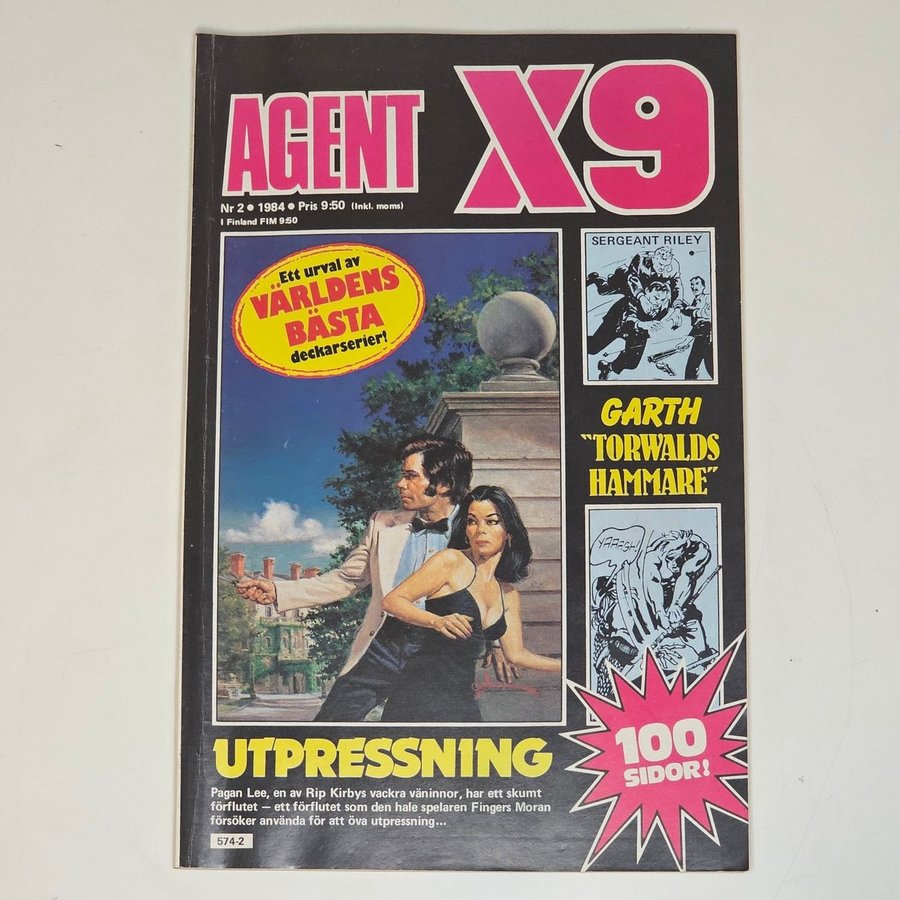 AGENT X9
Nr 2 • 1984 • Pris 9:50 (Inkl. moms)
I Finland FIM 9:50
Ett urval av
VÄRLDENS
BÄSTA
deckarserier!
SERGEANT RILEY
GARTH
"TORWALDS
HAMMARE"
YAAAGH!
100
SIDOR!
UTPRESSNING
Pagan Lee, en av Rip Kirbys vackra väninnor, har ett skumt
förflutet — ett förflutet som den hale spelaren Fingers Moran
försöker använda för att öva utpressning...
574-2